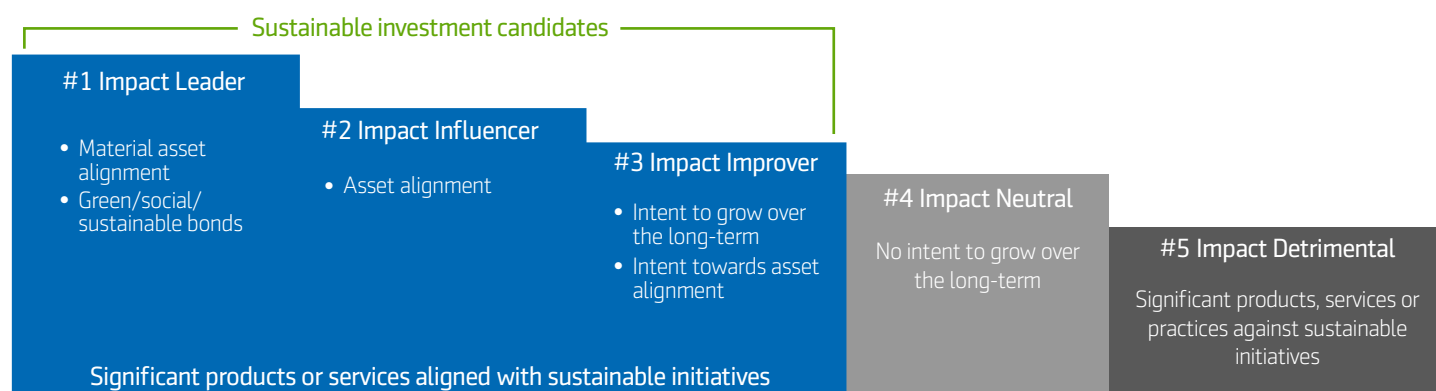 Sustainable investment candidates
#1 Impact Leader
• Material asset
alignment
• Green/social/
sustainable bonds
#2 Impact Influencer
• Asset alignment
#3 Impact Improver
• Intent to grow over
the long-term
• Intent towards asset
alignment
Significant products or services aligned with sustainable initiatives
#4 Impact Neutral
No intent to grow over
the long-term
#5 Impact Detrimental
Significant products, services or
practices against sustainable
initiatives